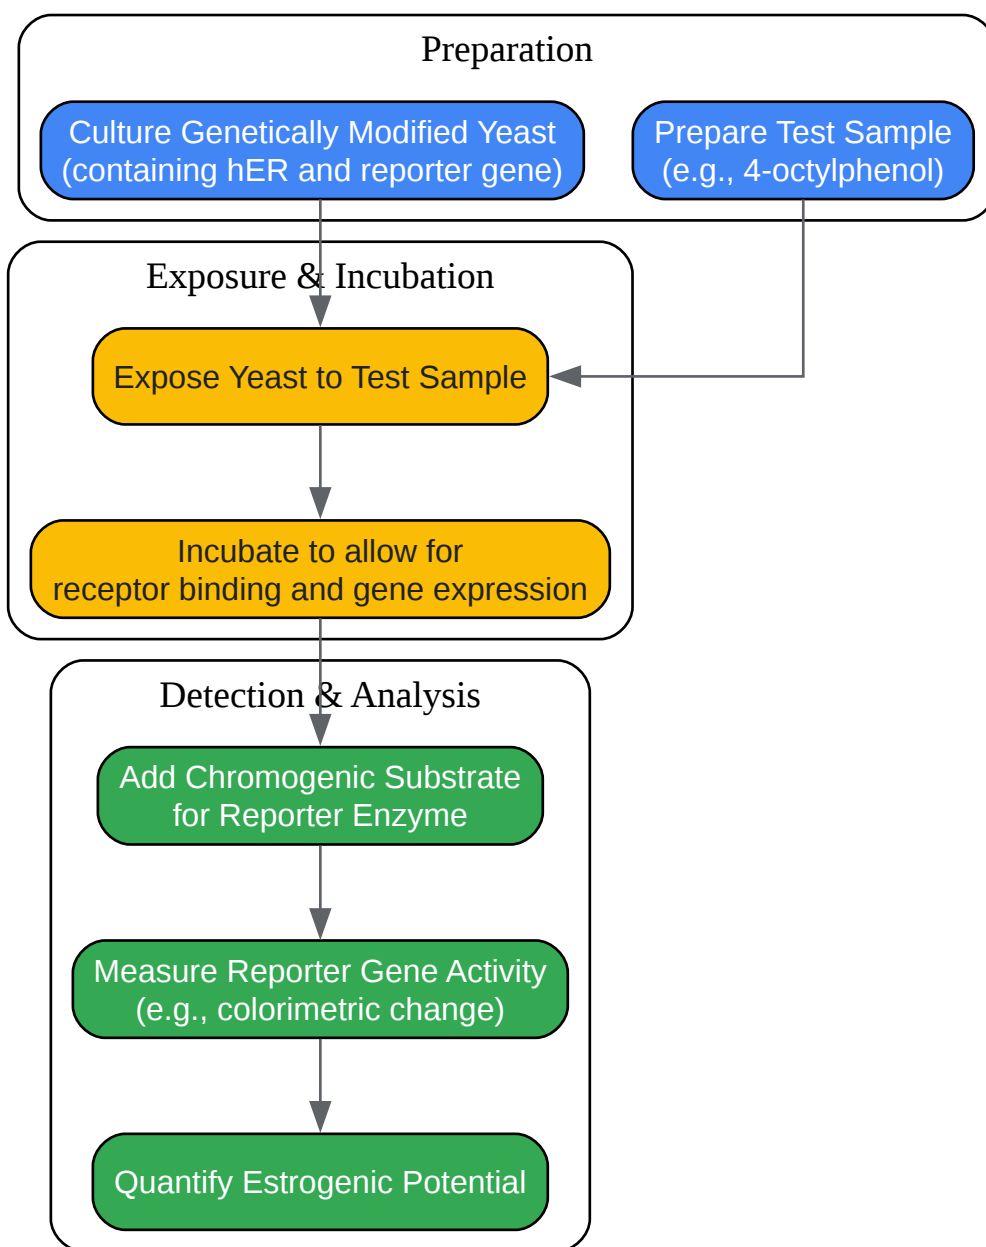 Preparation
Culture Genetically Modified Yeast
(containing hER and reporter gene)
Prepare Test Sample
(e.g., 4-octylphenol)
Exposure & Incubation
Expose Yeast to Test Sample
Incubate to allow for
receptor binding and gene expression
Detection & Analysis
Add Chromogenic Substrate
for Reporter Enzyme
Measure Reporter Gene Activity
(e.g., colorimetric change)
Quantify Estrogenic Potential